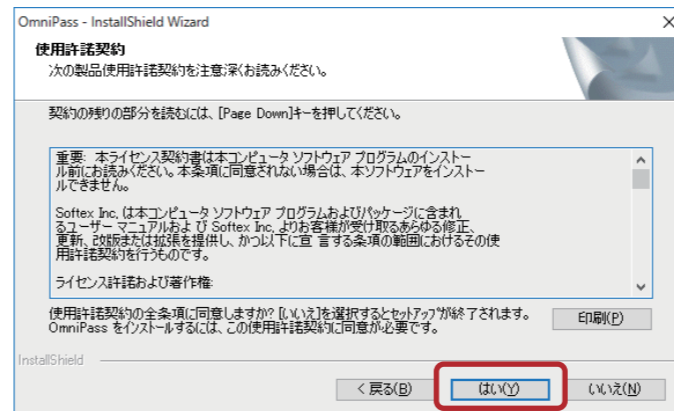 OmniPass - InstallShield Wizard
使用許諾契約
次の製品使用許諾契約を注意深くお読みください。
契約の残りの部分を読むには、[Page Down]キーを押してください。
重要: 本ライセンス契約書は本コンピュータ ソフトウェア プログラムのインストー
ル前にお読みください。本条項に同意されない場合は、本ソフトウェアをインストー
ルできません。
Softex Inc. は本コンピュータ ソフトウェア プログラムおよびパッケージに含まれ
るユーザー マニュアルおよ び Softex Inc. よりお客様が受け取るあらゆる修正、
更新、改版または拡張を提供し、かつ以下に宣 言する条項の範囲におけるその使
用許諾契約を行うものです。
ライセンス許諾および著作権:
使用許諾契約の全条項に同意しますか? [いいえ]を選択するとセットアップが終了されます。
OmniPass をインストールするには、この使用許諾契約に同意が必要です。
印刷(P)
InstallShield
< 戻る(B)
はい(Y)
いいえ(N)